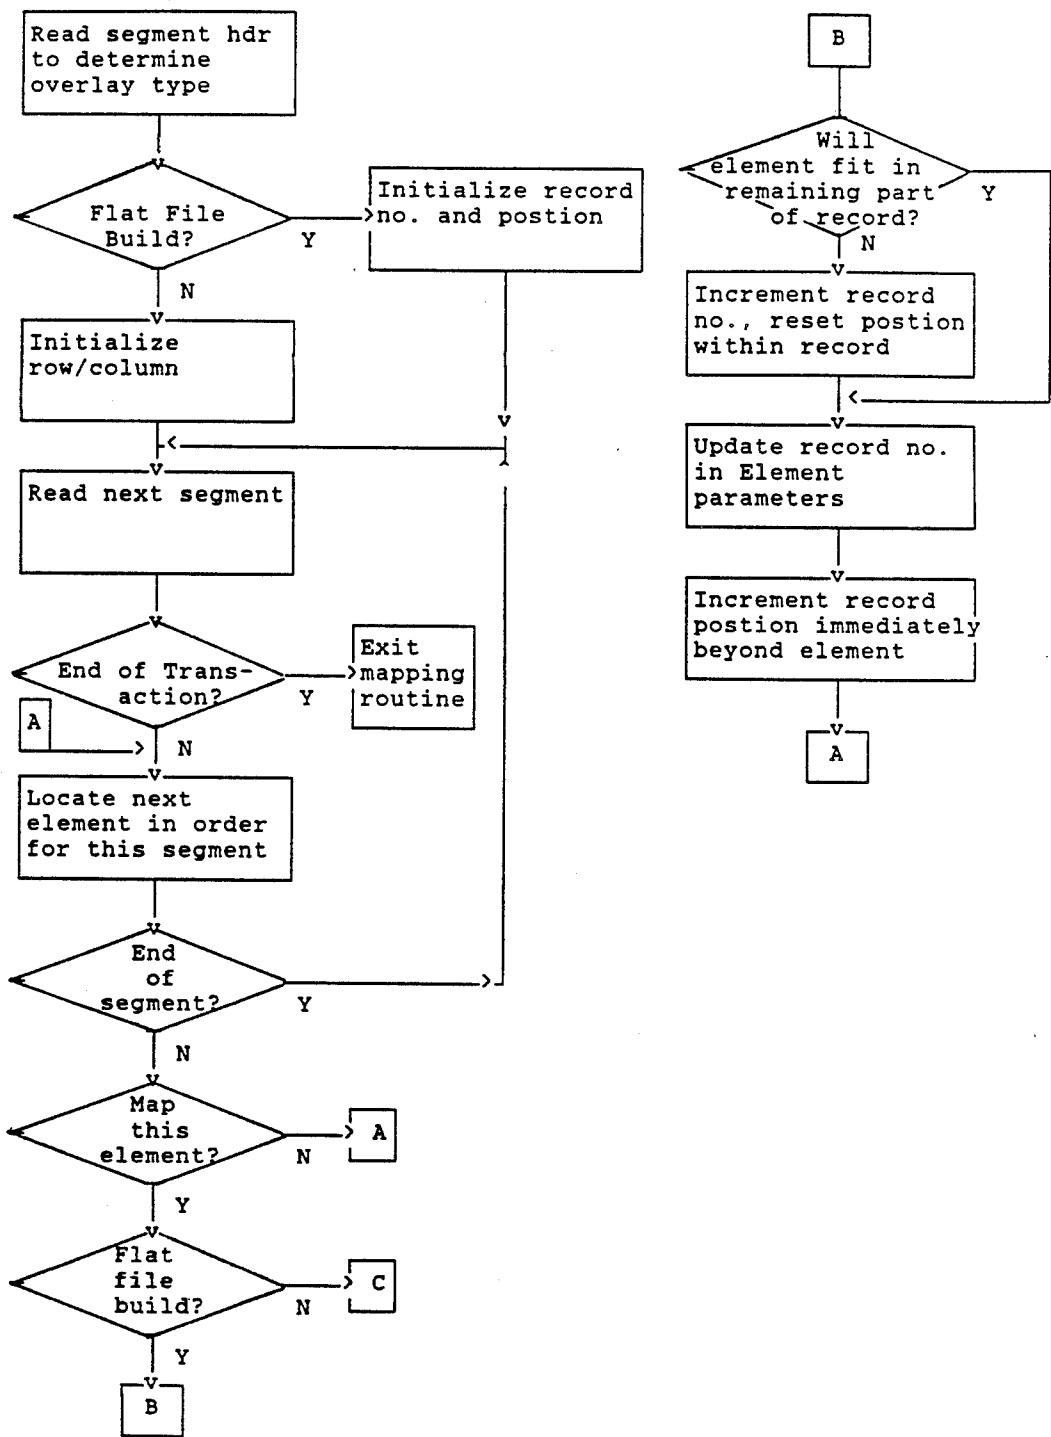 Read segment hdr
to determine
overlay type
Flat File
Build?
Y
N
Initialize record
no. and postion
Initialize
row/column
Read next segment
End of Trans-
action?
Y
Exit
mapping
routine
A
N
Locate next
element in order
for this segment
End
of
segment?
Y
N
Map
this
element?
N
A
Y
Flat
file
build?
N
C
Y
B
B
Will
element fit in
remaining part
of record?
Y
N
Increment record
no., reset postion
within record
Update record no.
in Element
parameters
Increment record
postion immediately
beyond element
A